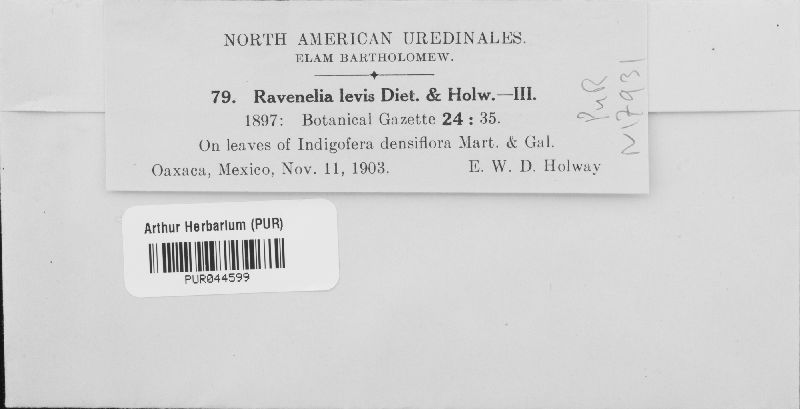 NORTH AMERICAN UREDINALES.
ELAM BARTHOLOMEW.
79. Ravenelia levis Diet. & Holw.—III.
1897: Botanical Gazette 24 : 35.
On leaves of Indigofera densiflora Mart. & Gal.
Oaxaca, Mexico, Nov. 11, 1903. E. W. D. Holway
PUR
N17931
Arthur Herbarium (PUR)
PUR044599